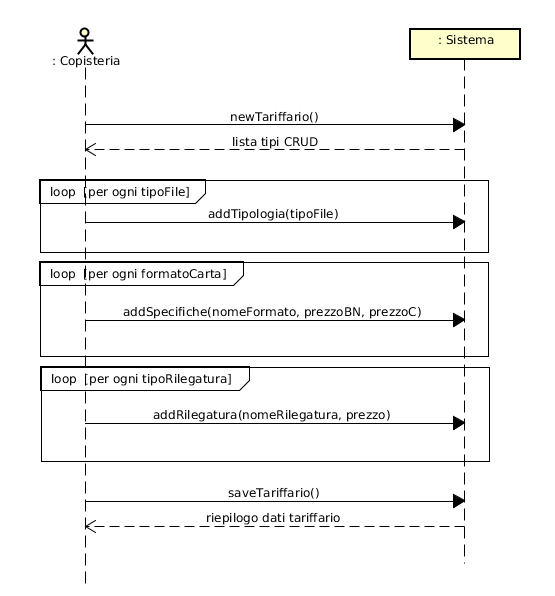 : Copisteria
: Sistema
newTariffario()
lista tipi CRUD
loop [per ogni tipoFile]
addTipologia(tipoFile)
loop [per ogni formatoCarta]
addSpecifiche(nomeFormato, prezzoBN, prezzoC)
loop [per ogni tipoRilegatura]
addRilegatura(nomeRilegatura, prezzo)
saveTariffario()
riepilogo dati tariffario